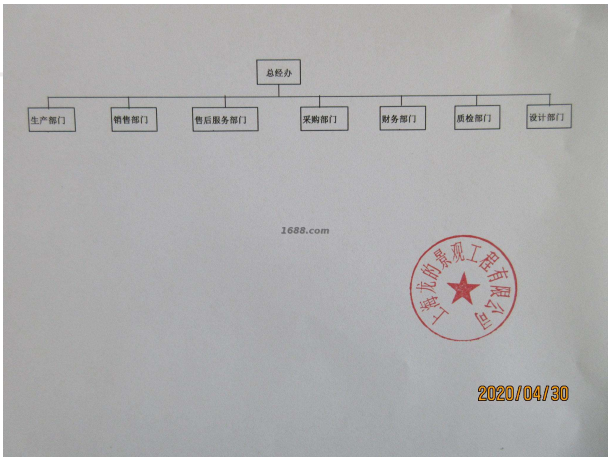 总经办
生产部门
销售部门
售后服务部门
采购部门
财务部门
质检部门
设计部门
1688.com
上海龙的景观工程有限公司
2020/04/30